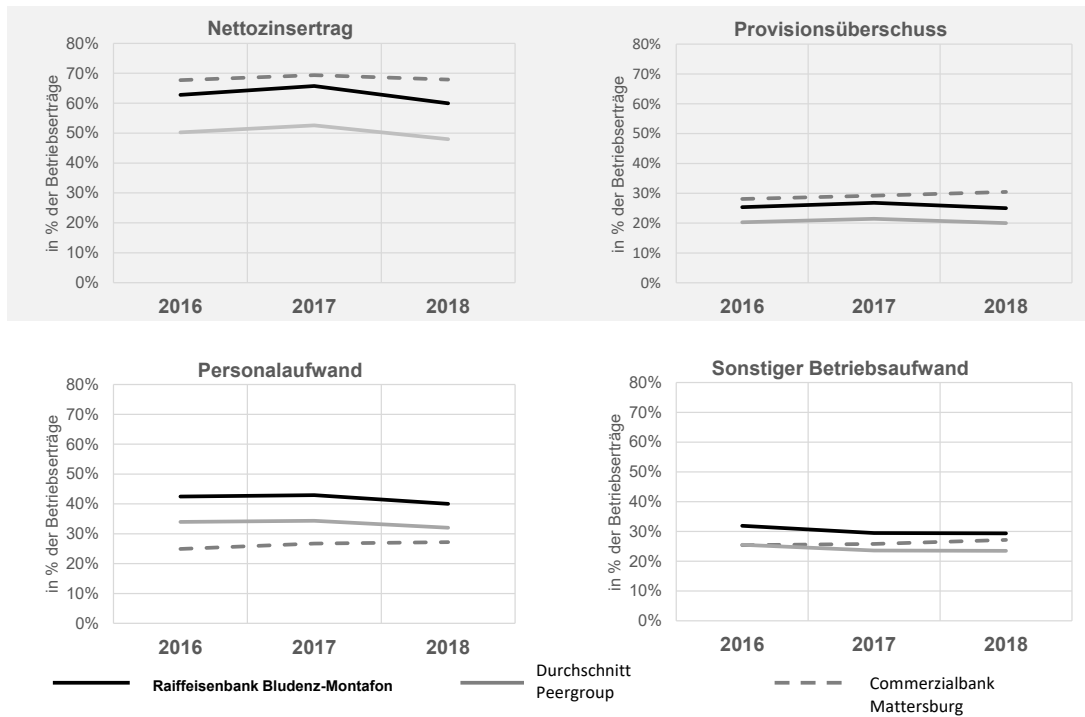 Nettozinsertrag
in % der Betriebserträge
80%
70%
60%
50%
40%
30%
20%
10%
0%
2016 2017 2018
Provisionsüberschuss
in % der Betriebserträge
80%
70%
60%
50%
40%
30%
20%
10%
0%
2016 2017 2018
Personalaufwand
in % der Betriebserträge
80%
70%
60%
50%
40%
30%
20%
10%
0%
2016 2017 2018
Sonstiger Betriebsaufwand
in % der Betriebserträge
80%
70%
60%
50%
40%
30%
20%
10%
0%
2016 2017 2018
Raiffeisenbank Bludenz-Montafon
Durchschnitt
Peergroup
Commerzialbank
Mattersburg